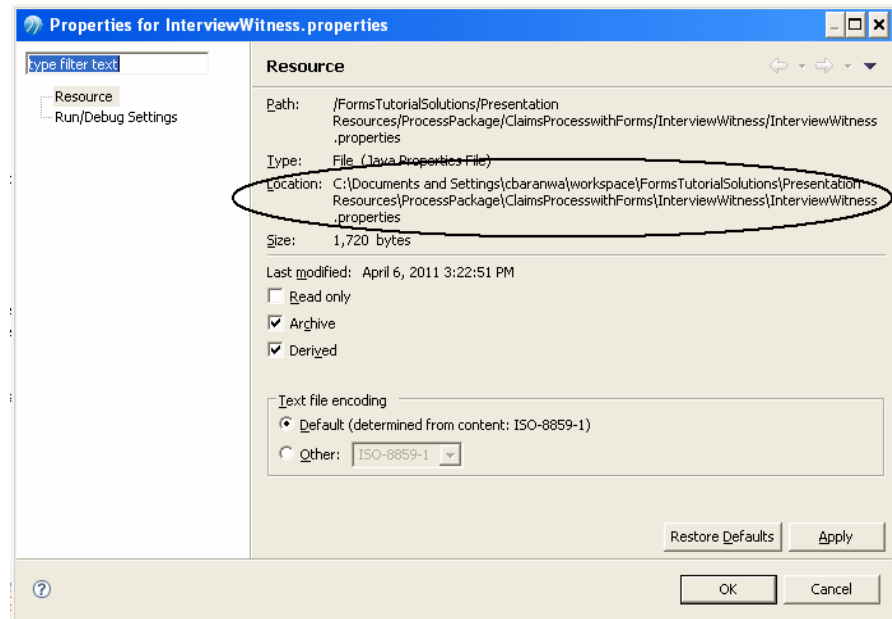 Properties for InterviewWitness.properties
type filter text
Resource
Run/Debug Settings
Resource
Path: /FormsTutorialSolutions/Presentation
Resources/ProcessPackage/ClaimsProcesswithForms/InterviewWitness/InterviewWitness
.properties
Type: File (Java Properties File)
Location: C:\Documents and Settings\cbaranwa\workspace\FormsTutorialSolutions\Presentation
Resources\ProcessPackage\ClaimsProcesswithForms\InterviewWitness\InterviewWitness
.properties
Size: 1,720 bytes
Last modified: April 6, 2011 3:22:51 PM
Read only
Archive
Derived
Text file encoding
Default (determined from content: ISO-8859-1)
Other: ISO-8859-1
Restore Defaults
Apply
OK
Cancel